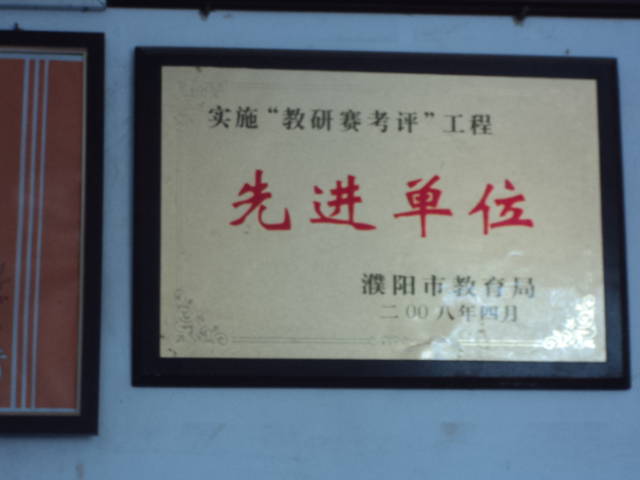 实施“教研赛考评”工程
先进单位
濮阳市教育局
二00八年四月